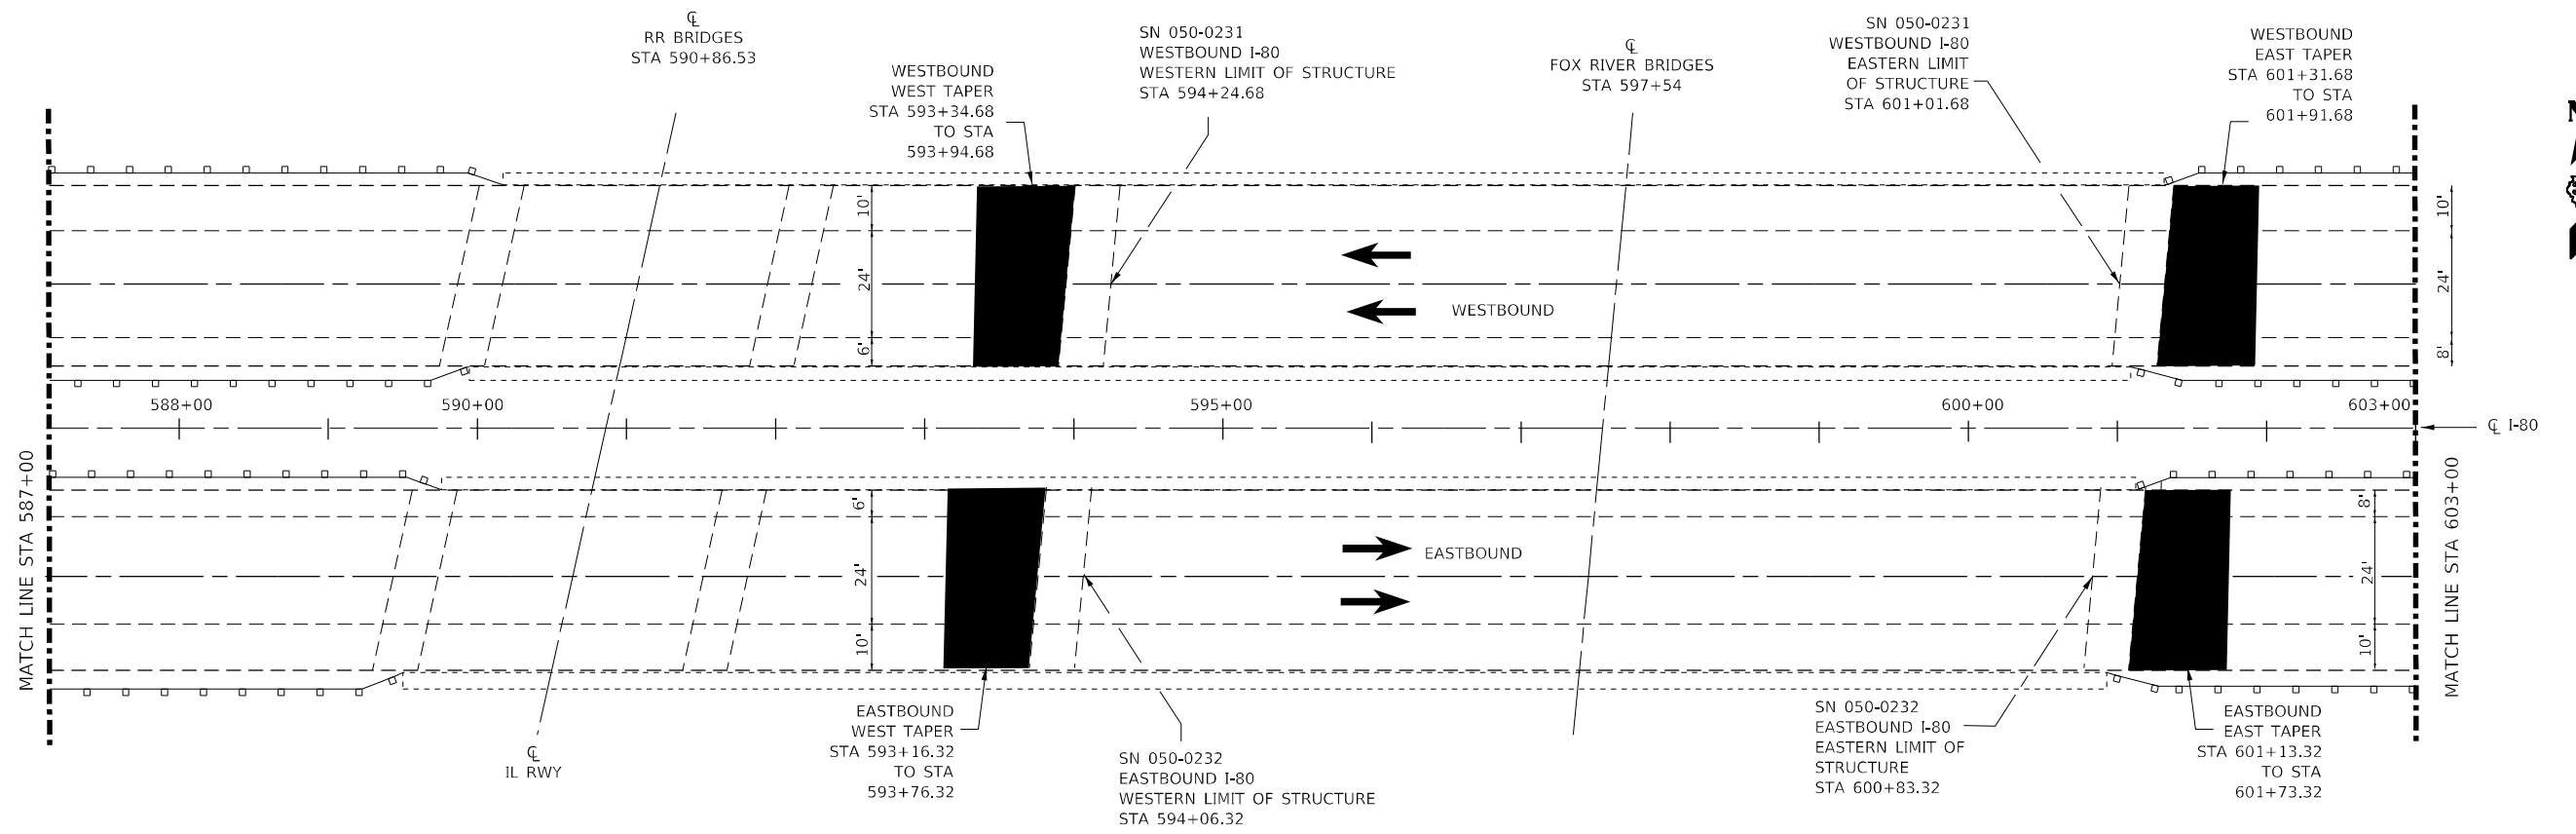 ℄
RR BRIDGES
STA 590+86.53
WESTBOUND
WEST TAPER
STA 593+34.68
TO STA
593+94.68
SN 050-0231
WESTBOUND I-80
WESTERN LIMIT OF STRUCTURE
STA 594+24.68
℄
FOX RIVER BRIDGES
STA 597+54
SN 050-0231
WESTBOUND I-80
EASTERN LIMIT
OF STRUCTURE
STA 601+01.68
WESTBOUND
EAST TAPER
STA 601+31.68
TO STA
601+91.68
N
10'
24'
6'
WESTBOUND
10'
24'
8'
588+00
590+00
595+00
600+00
603+00
℄ I-80
MATCH LINE STA 587+00
MATCH LINE STA 603+00
6'
24'
10'
EASTBOUND
8'
24'
10'
℄
IL RWY
EASTBOUND
WEST TAPER
STA 593+16.32
TO STA
593+76.32
SN 050-0232
EASTBOUND I-80
WESTERN LIMIT OF STRUCTURE
STA 594+06.32
SN 050-0232
EASTBOUND I-80
EASTERN LIMIT OF
STRUCTURE
STA 600+83.32
EASTBOUND
EAST TAPER
STA 601+13.32
TO STA
601+73.32